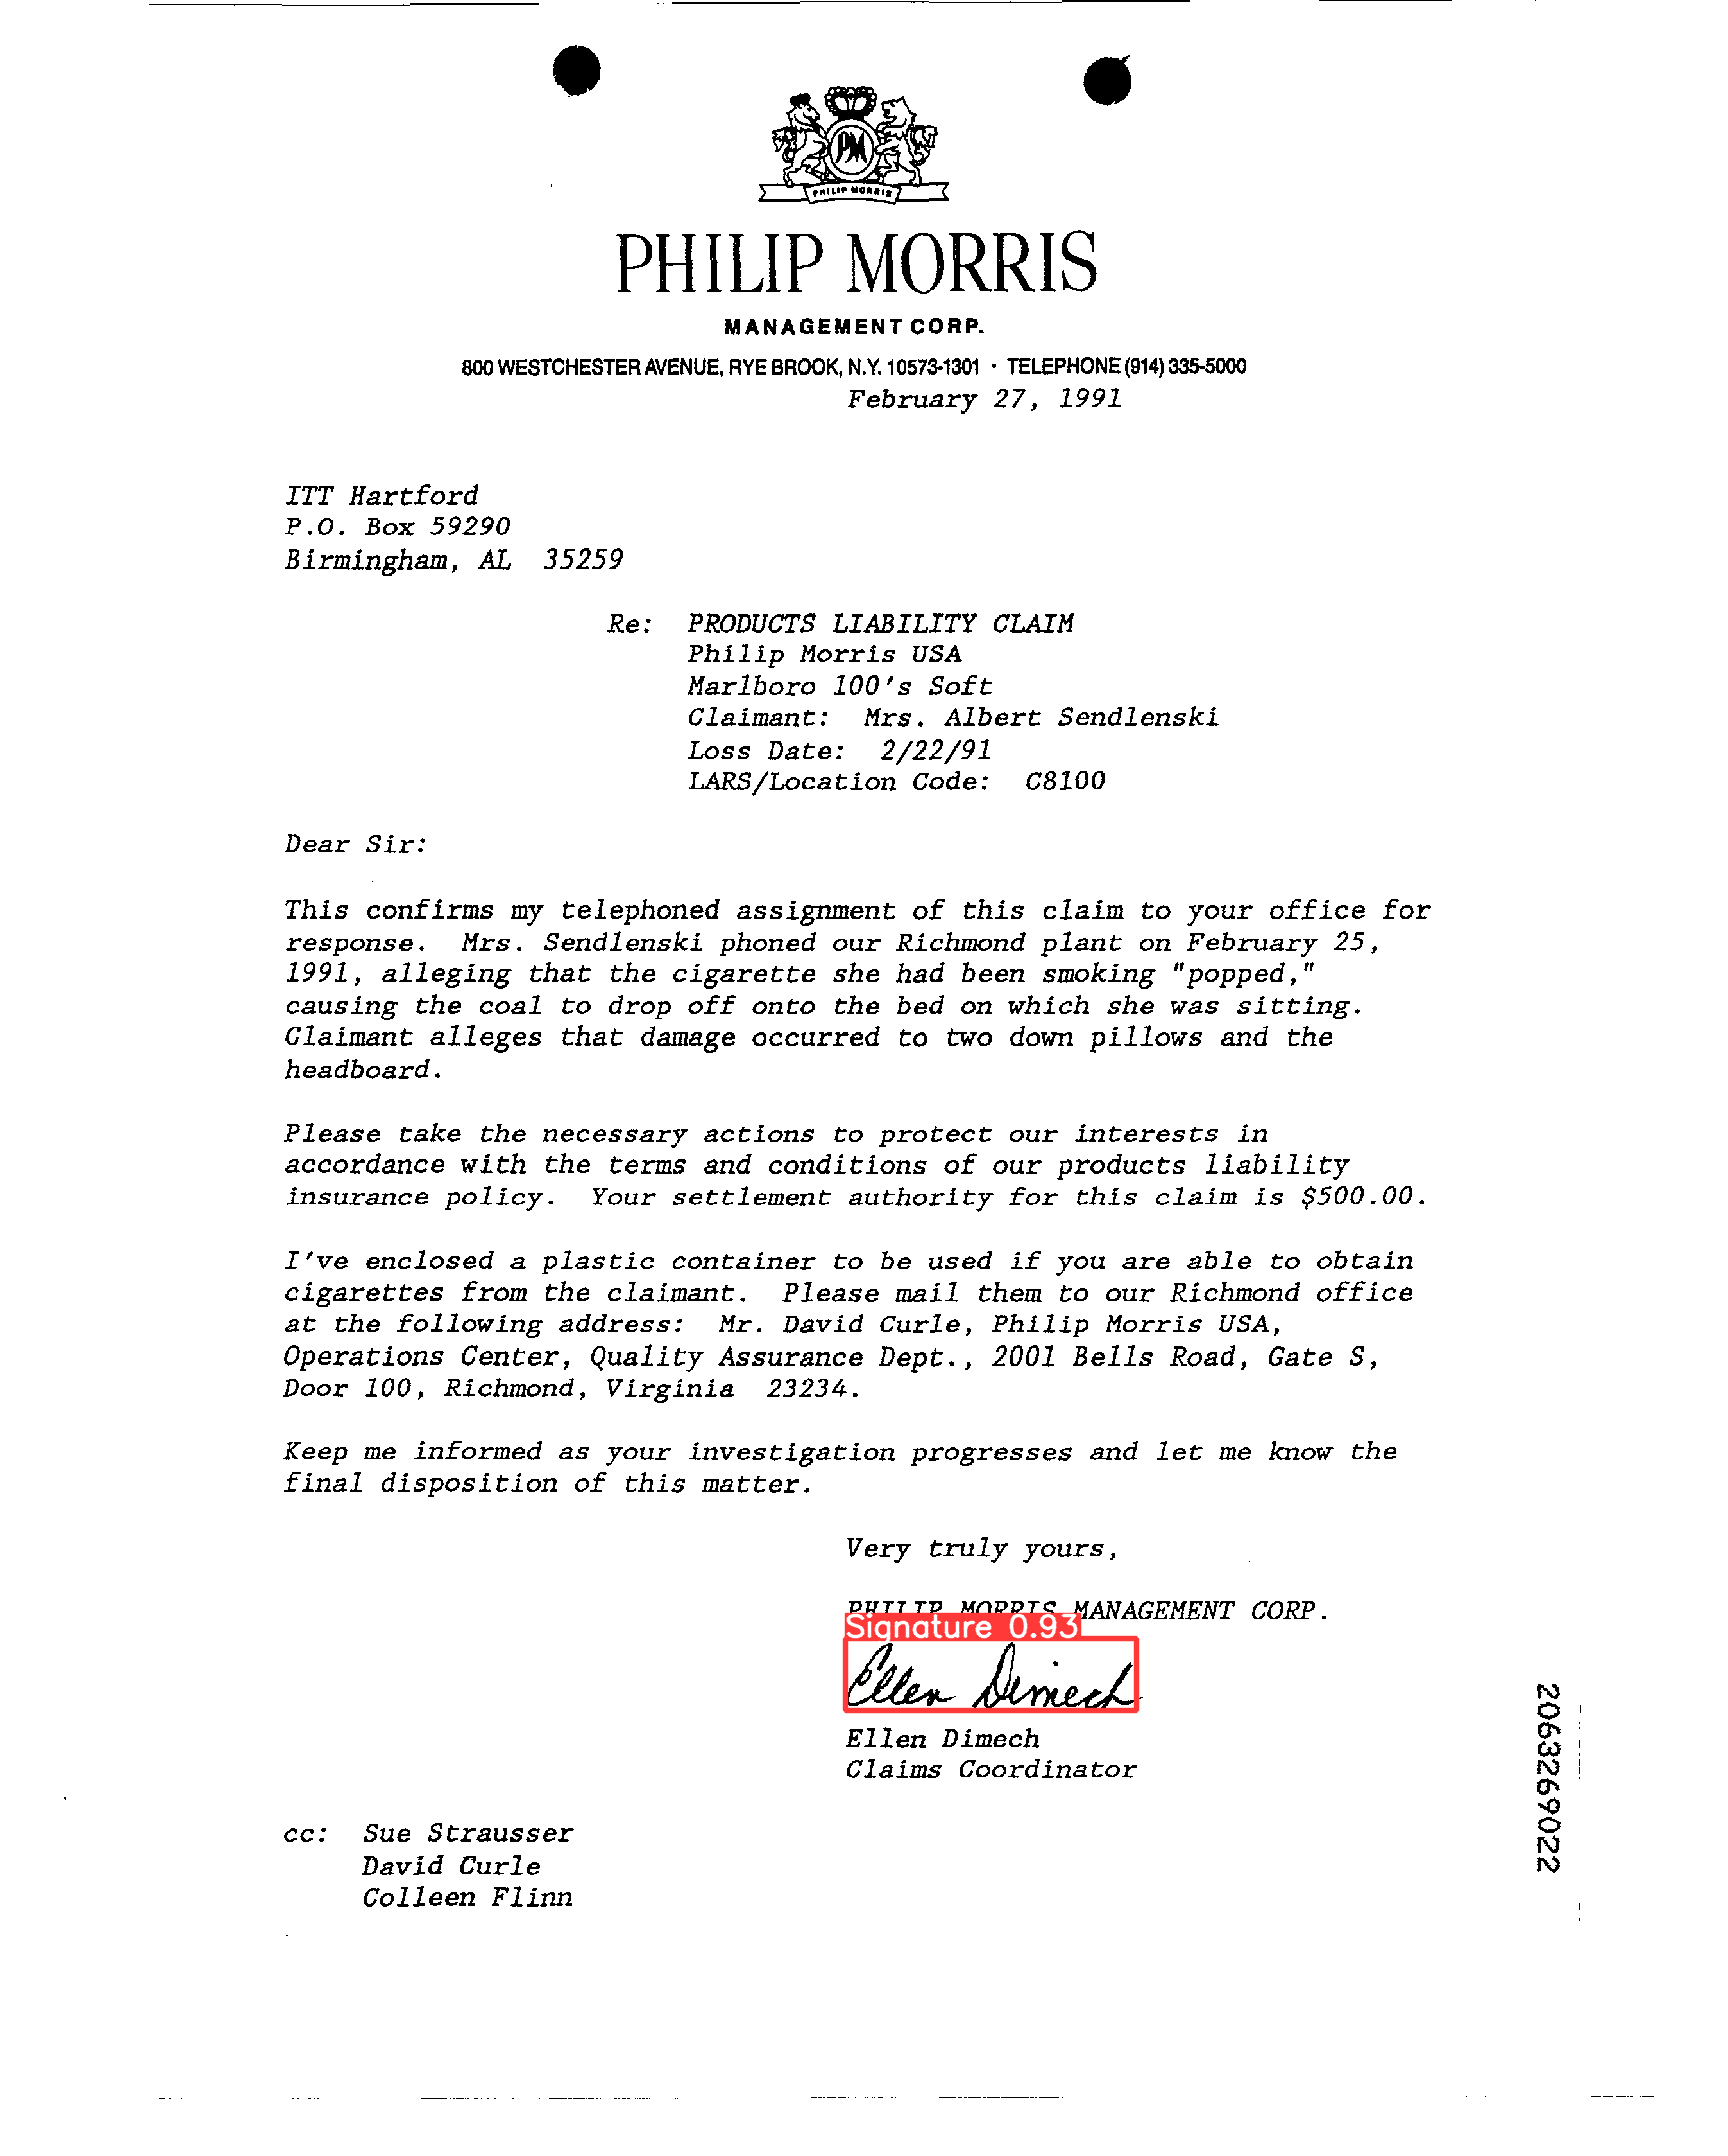 PM
PHILIP MORRIS
PHILIP MORRIS
MANAGEMENT CORP.
800 WESTCHESTER AVENUE, RYE BROOK, N.Y. 10573-1301 · TELEPHONE (914) 335-5000
February 27, 1991
ITT Hartford
P.O. Box 59290
Birmingham, AL 35259
Re: PRODUCTS LIABILITY CLAIM
Philip Morris USA
Marlboro 100's Soft
Claimant: Mrs. Albert Sendlenski
Loss Date: 2/22/91
LARS/Location Code: C8100
Dear Sir:
This confirms my telephoned assignment of this claim to your office for
response. Mrs. Sendlenski phoned our Richmond plant on February 25,
1991, alleging that the cigarette she had been smoking "popped,"
causing the coal to drop off onto the bed on which she was sitting.
Claimant alleges that damage occurred to two down pillows and the
headboard.
Please take the necessary actions to protect our interests in
accordance with the terms and conditions of our products liability
insurance policy. Your settlement authority for this claim is $500.00.
I've enclosed a plastic container to be used if you are able to obtain
cigarettes from the claimant. Please mail them to our Richmond office
at the following address: Mr. David Curle, Philip Morris USA,
Operations Center, Quality Assurance Dept., 2001 Bells Road, Gate S,
Door 100, Richmond, Virginia 23234.
Keep me informed as your investigation progresses and let me know the
final disposition of this matter.
Very truly yours,
PHILIP MORRIS MANAGEMENT CORP.
Signature 0.93
Ellen Dimech
Ellen Dimech
Claims Coordinator
cc: Sue Strausser
David Curle
Colleen Flinn
2063269022